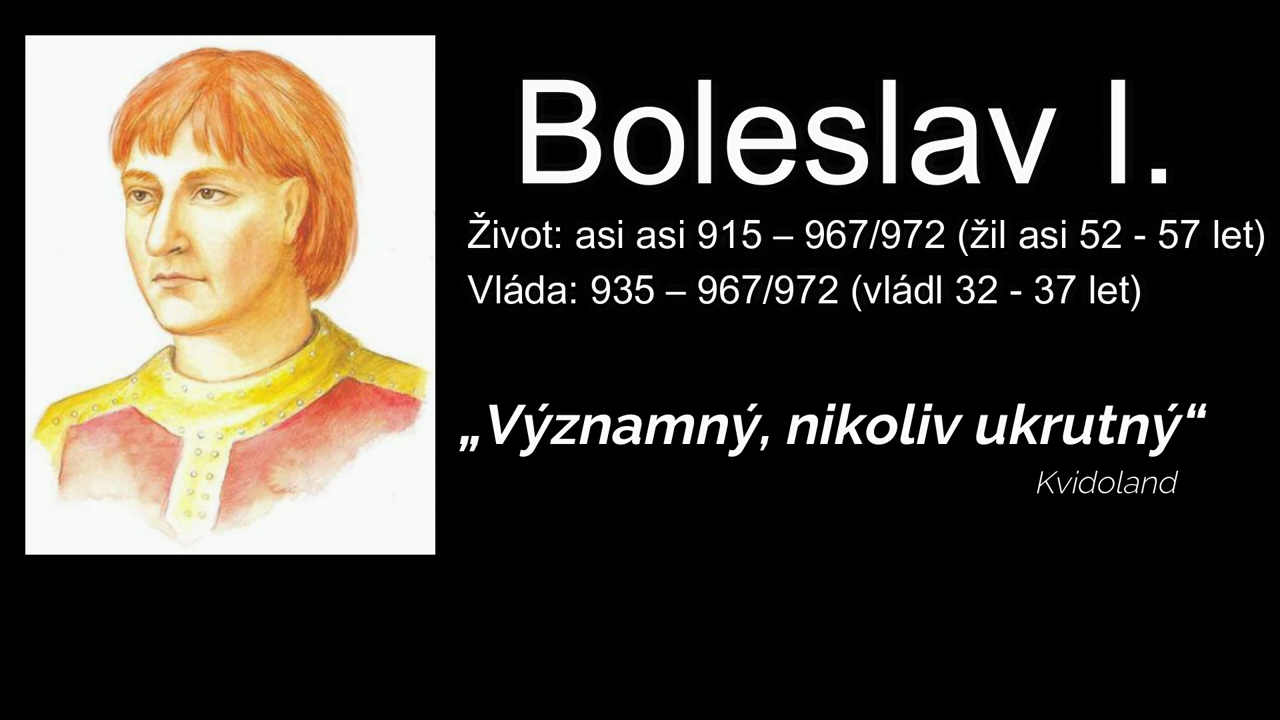 Boleslav I.
Život: asi asi 915 – 967/972 (žil asi 52 - 57 let)
Vláda: 935 – 967/972 (vládl 32 - 37 let)
„Významný, nikoliv ukrutný“
Kvidoland